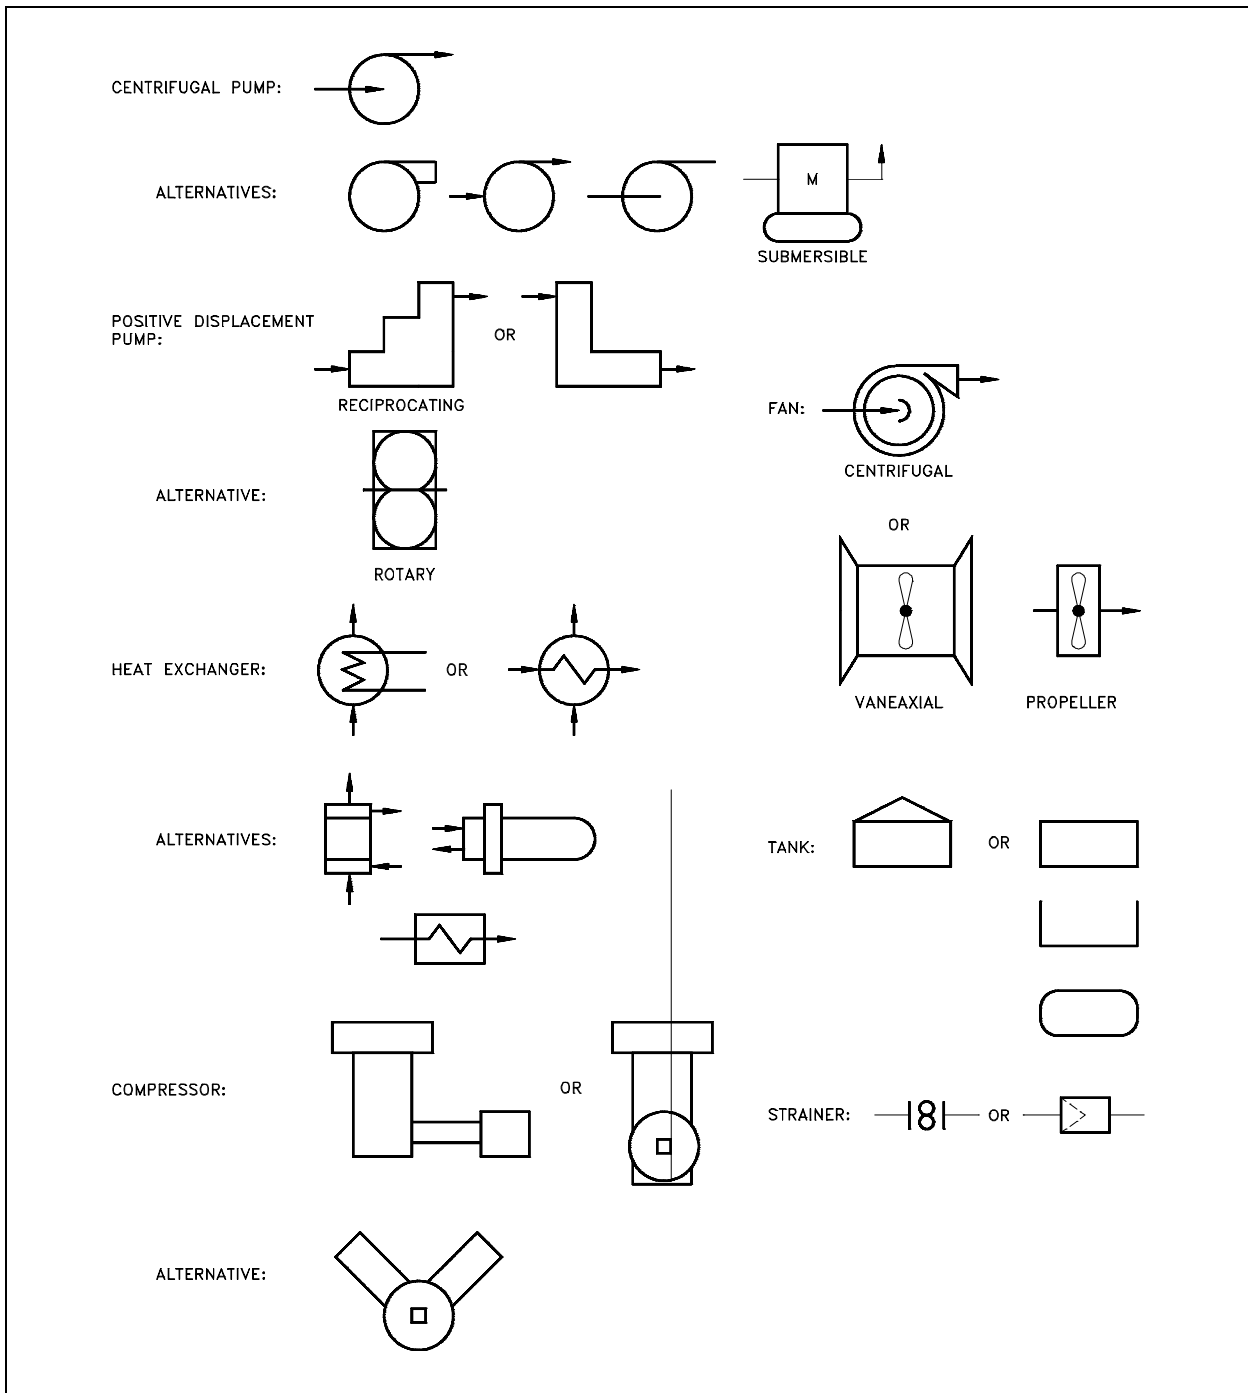 CENTRIFUGAL PUMP:
ALTERNATIVES:
M
SUBMERSIBLE
POSITIVE DISPLACEMENT
PUMP:
OR
RECIPROCATING
ALTERNATIVE:
ROTARY
HEAT EXCHANGER:
OR
ALTERNATIVES:
COMPRESSOR:
OR
ALTERNATIVE:
FAN:
CENTRIFUGAL
OR
VANEAXIAL
PROPELLER
TANK:
OR
STRAINER:
OR